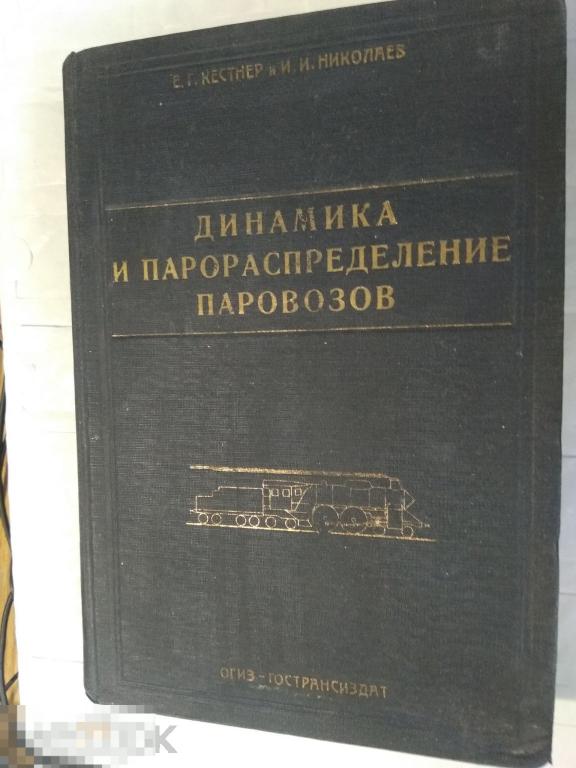 Е. Г. КЕСТНЕР и И. И. НИКОЛАЕВ
ДИНАМИКА
И ПАРОРАСПРЕДЕЛЕНИЕ
ПАРОВОЗОВ
ОГИЗ-ГОСТРАНСИЗДАТ